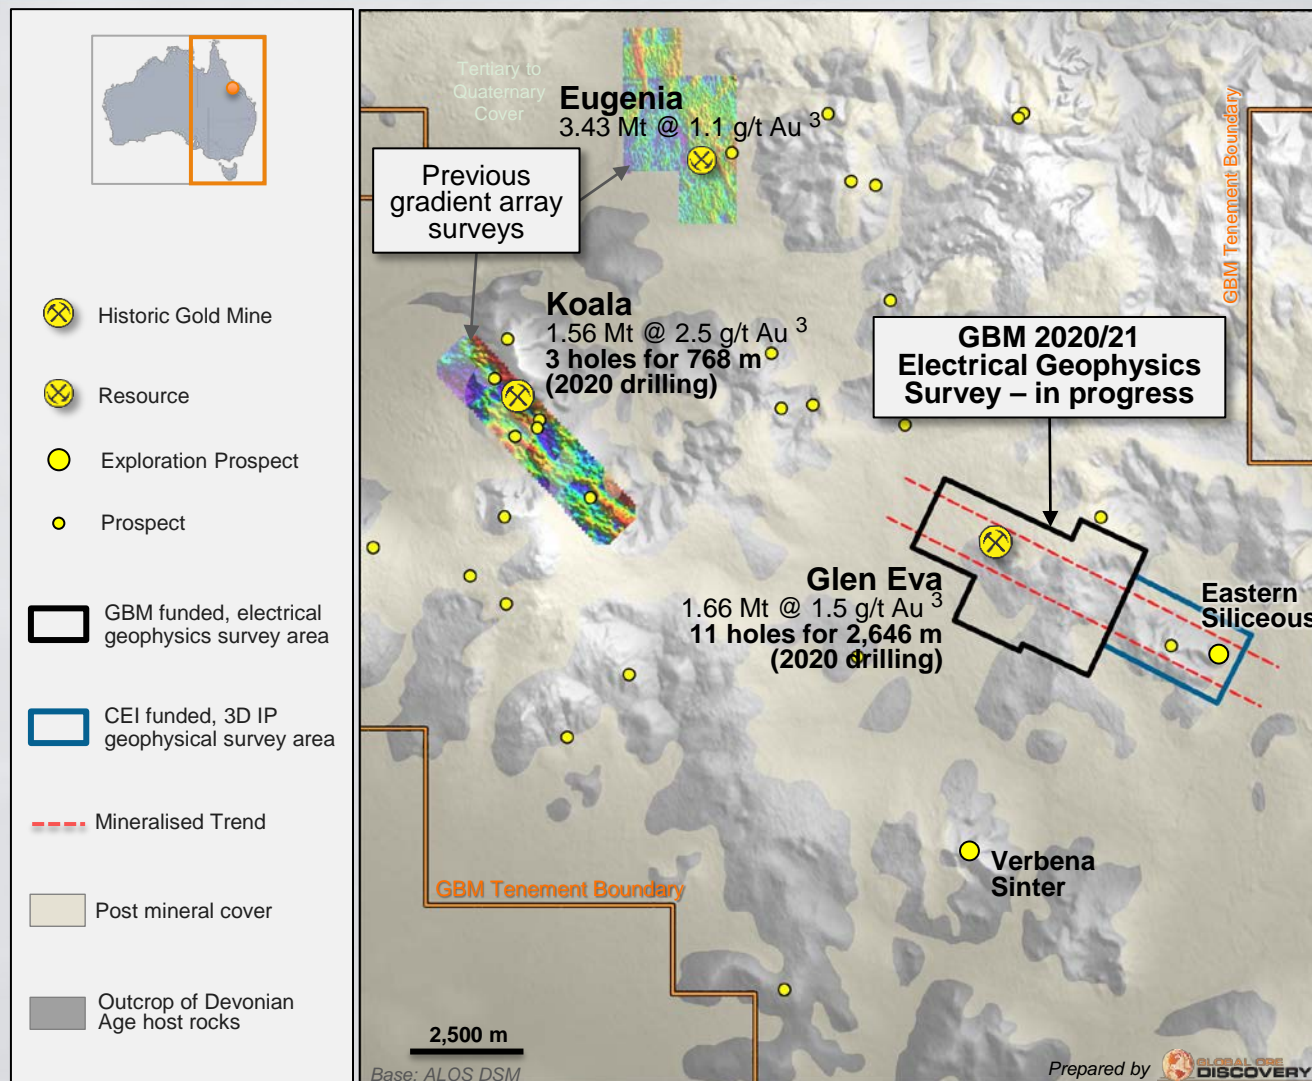 Historic Gold Mine
Resource
Exploration Prospect
Prospect
GBM funded, electrical
geophysics survey area
CEI funded, 3D IP
geophysical survey area
Mineralised Trend
Post mineral cover
Outcrop of Devonian
Age host rocks
Tertiary to
Quaternary
Cover
Eugenia
3.43 Mt @ 1.1 g/t Au 3
Previous
gradient array
surveys
GBM Tenement Boundary
Koala
1.56 Mt @ 2.5 g/t Au 3
3 holes for 768 m
(2020 drilling)
GBM 2020/21
Electrical Geophysics
Survey – in progress
Glen Eva
1.66 Mt @ 1.5 g/t Au 3
11 holes for 2,646 m
(2020 drilling)
Eastern
Siliceous
Verbena
Sinter
GBM Tenement Boundary
2,500 m
Base: ALOS DSM
Prepared by
GLOBAL ORE
DISCOVERY